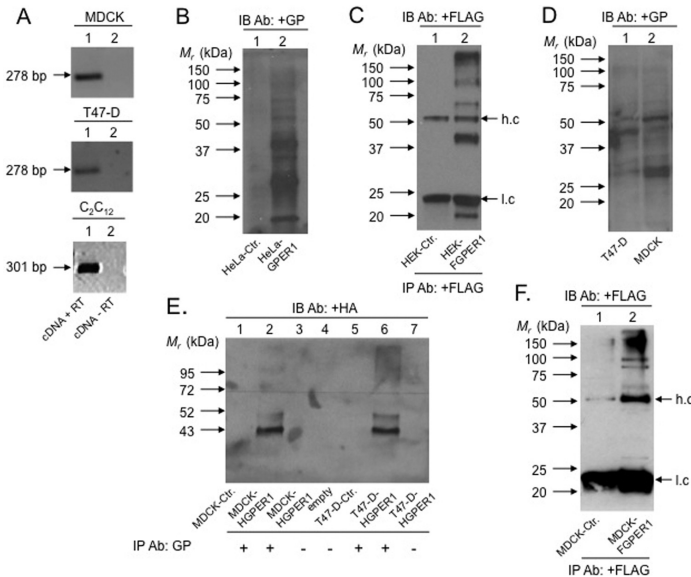 A
MDCK
1 2
278 bp
T47-D
1 2
278 bp
C2C12
1 2
301 bp
cDNA + RT
cDNA - RT
B
IB Ab: +GP
Mr (kDa)
1 2
150
100
75
50
37
25
20
HeLa-Ctr.
HeLa-
GPER1
C
IB Ab: +FLAG
Mr (kDa)
1 2
150
100
75
50
37
25
20
h.c
l.c
HEK-Ctr.
HEK-
FGPER1
IP Ab: +FLAG
D
IB Ab: +GP
Mr (kDa)
1 2
150
100
75
50
37
25
20
T47-D
MDCK
E.
IB Ab: +HA
Mr (kDa)
1 2 3 4 5 6 7
95
72
52
43
MDCK-Ctr.
MDCK-
HGPER1
MDCK-
HGPER1
empty
T47-D-Ctr.
T47-D-
HGPER1
T47-D-
HGPER1
IP Ab: GP
+ + - - + + -
F.
IB Ab: +FLAG
Mr (kDa)
1 2
150
100
75
50
37
25
20
h.c
l.c
MDCK-Ctr.
MDCK-
FGPER1
IP Ab: +FLAG